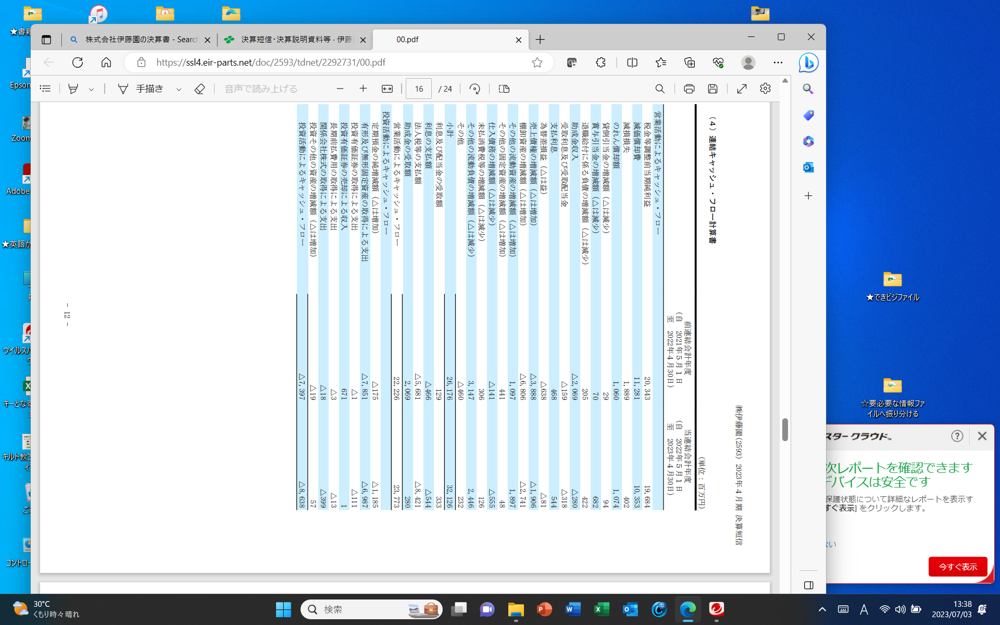 ★書籍
Epson
Zoom
Adobe
★英語が
ウイルスバ
キーとなる
キルト教室
コントロー
株式会社伊藤園の決算書 - Search
決算短信・決算説明資料等 - 伊藤
00.pdf
https://ssl4.eir-parts.net/doc/2593/tdnet/2292731/00.pdf
手描き
音声で読み上げる
16 / 24
㈱伊藤園(2593) 2023年4月期 決算短信
(4) 連結キャッシュ・フロー計算書
(単位:百万円)
前連結会計年度 当連結会計年度
(自 2021年5月1日 (自 2022年5月1日
至 2022年4月30日) 至 2023年4月30日)
営業活動によるキャッシュ・フロー
税金等調整前当期純利益 20,343 19,684
減価償却費 11,281 10,353
減損損失 1,889 402
のれん償却額 1,060 1,074
貸倒引当金の増減額(△は減少) 29 94
賞与引当金の増減額(△は減少) 70 682
退職給付に係る負債の増減額(△は減少) 205 422
助成金収入 △2,069 △280
受取利息及び受取配当金 △159 △318
支払利息 468 544
為替差損益(△は益) △638 △81
売上債権の増減額(△は増加) △3,888 △1,906
棚卸資産の増減額(△は増加) △6,806 △2,741
その他の流動資産の増減額(△は増加) 1,097 1,897
その他の固定資産の増減額(△は増加) 441 48
仕入債務の増減額(△は減少) △141 △555
未払消費税等の増減額(△は減少) 306 126
その他の流動負債の増減額(△は減少) 3,147 2,446
その他 △460 232
小計 26,176 32,126
利息及び配当金の受取額 129 333
利息の支払額 △466 △544
法人税等の支払額 △5,681 △8,421
助成金の受取額 2,069 280
営業活動によるキャッシュ・フロー 22,226 23,773
投資活動によるキャッシュ・フロー
定期預金の純増減額(△は増加) △175 △1,185
有形及び無形固定資産の取得による支出 △7,851 △6,987
投資有価証券の取得による支出 △1 △111
投資有価証券の売却による収入 671 1
長期前払費用の取得による支出 △3 △13
関係会社株式の取得による支出 △18 △399
投資その他の資産の増減額(△は増加) △19 57
投資活動によるキャッシュ・フロー △7,397 △8,638
- 12 -
★できビジファイル
☆要必要な情報ファ
イルへ振り分ける
スター クラウド™
次レポートを確認できます
デバイスは安全です
保護状態について詳細なレポートを表示す
すぐ表示] をクリックします。
ない
今すぐ表示
30°C
くもり時々晴れ
検索
A
13:38
2023/07/03